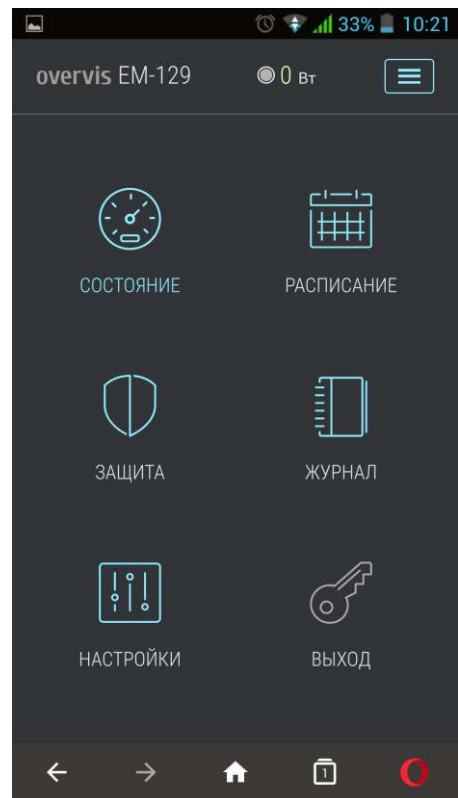 33% 10:21
overvis EM-129 0 Вт
СОСТОЯНИЕ РАСПИСАНИЕ
ЗАЩИТА ЖУРНАЛ
НАСТРОЙКИ ВЫХОД
1